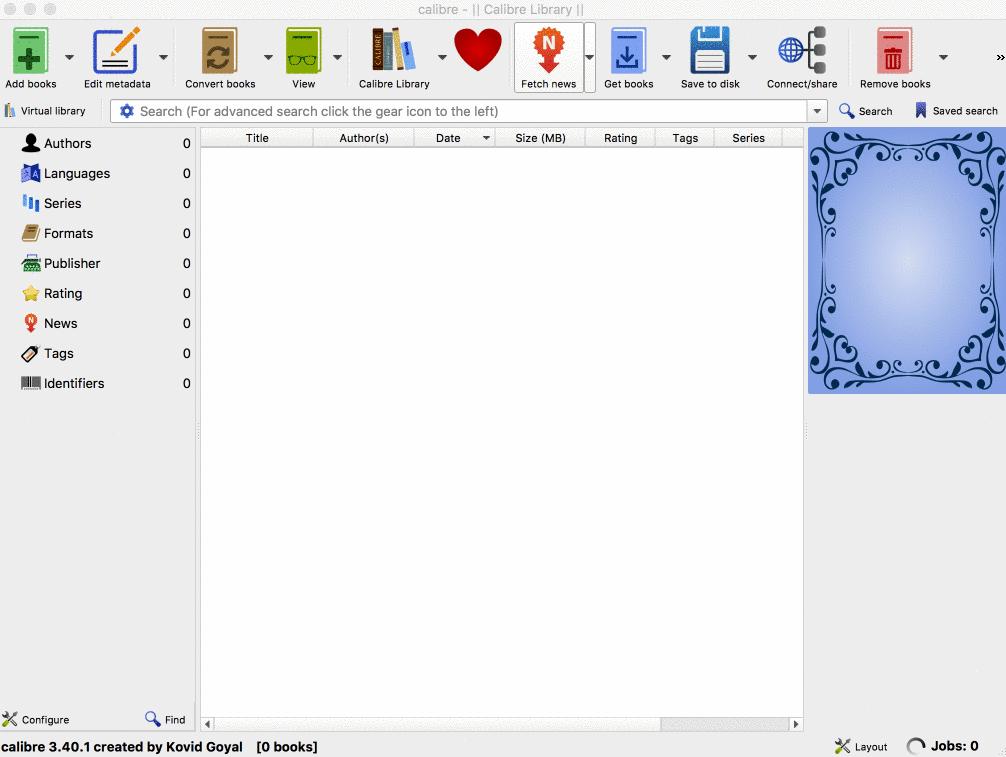 calibre - || Calibre Library ||
Add books Edit metadata Convert books View Calibre Library Fetch news Get books Save to disk Connect/share Remove books »
Virtual library Search (For advanced search click the gear icon to the left) Search Saved search
Title Author(s) Date Size (MB) Rating Tags Series
Authors 0
Languages 0
Series 0
Formats 0
Publisher 0
Rating 0
News 0
Tags 0
Identifiers 0
Configure Find
calibre 3.40.1 created by Kovid Goyal [0 books] Layout Jobs: 0